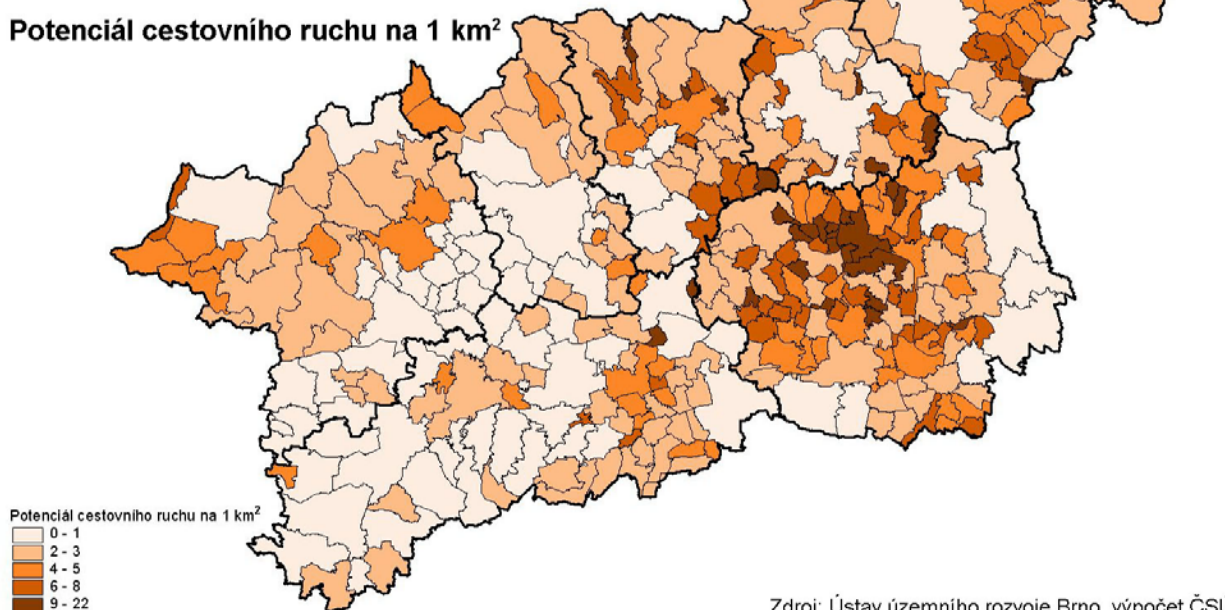 Potenciál cestovního ruchu na 1 km²
Potenciál cestovního ruchu na 1 km²
0 - 1
2 - 3
4 - 5
6 - 8
9 - 22
Zdroj: Ústav územního rozvoje Brno, výpočet ČSÚ